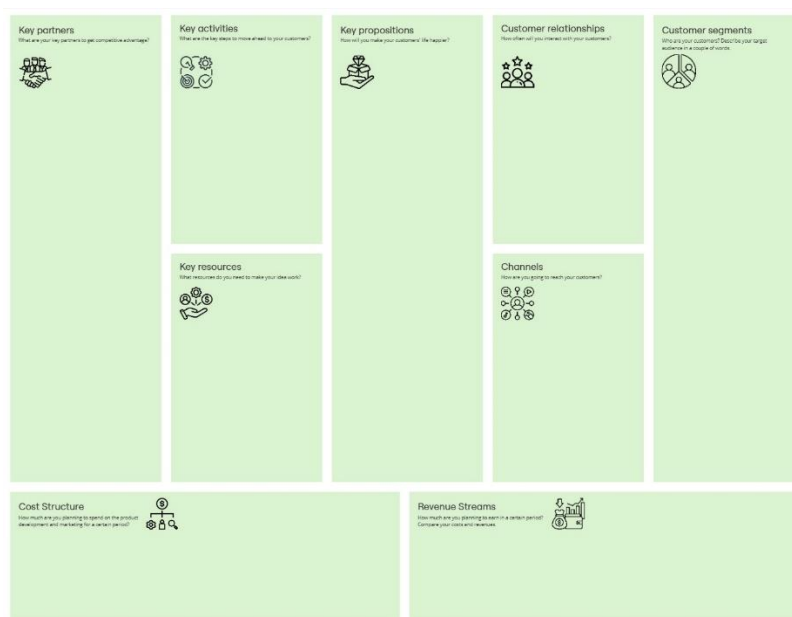 Key partners
What are your key partners to get competitive advantage?
Key activities
What are the key steps to move ahead to your customers?
Key propositions
How will you make your customers' life happier?
Customer relationships
How often will you interact with your customers?
Customer segments
Who are your customers? Describe your target
audience in a couple of words
Key resources
What resources do you need to make your idea work?
Channels
How are you going to reach your customers?
Cost Structure
How much are you planning to spend on the product
development and marketing for a certain period?
Revenue Streams
How much are you planning to earn in a certain period?
Compare your costs and revenues